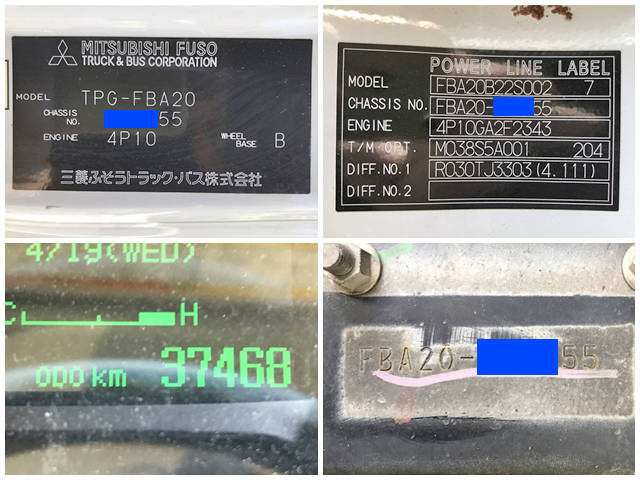 MITSUBISHI FUSO
TRUCK & BUS CORPORATION
MODEL TPG-FBA20
CHASSIS NO. 55
ENGINE 4P10 WHEEL BASE B
三菱ふそうトラック・バス株式会社
POWER LINE LABEL
MODEL FBA20B22S002 7
CHASSIS NO. FBA20- 55
ENGINE 4P10GA2F2343
T/M OPT. M038S5A001 204
DIFF.NO.1 R030TJ3303(4.111)
DIFF.NO.2
4/19(WED)
C H
ODO km 37468
FBA20- 55